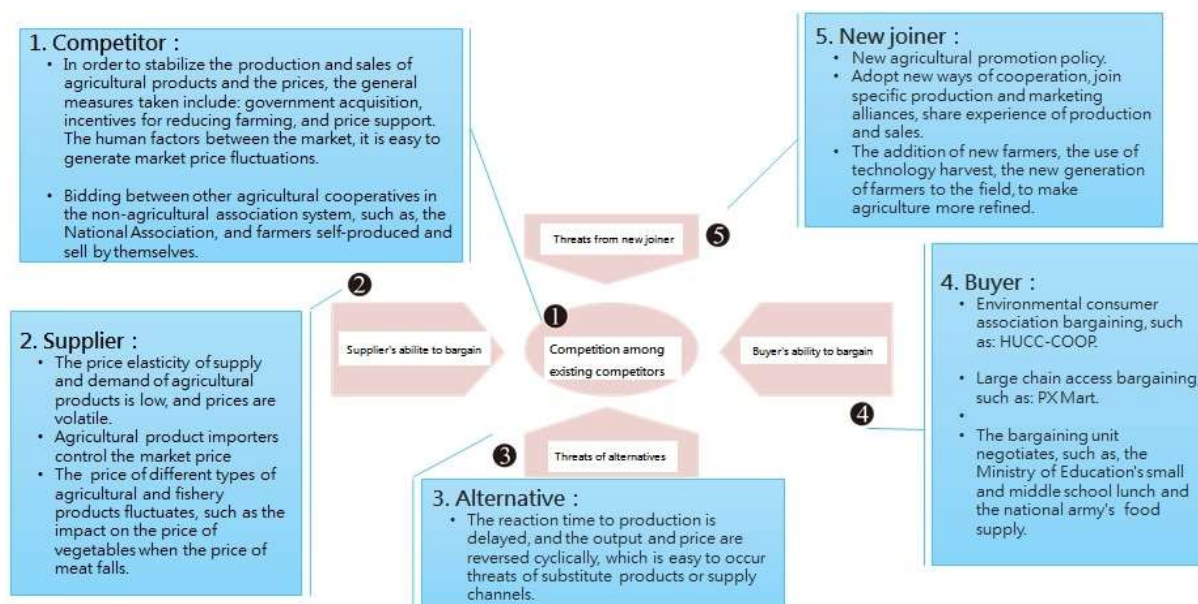 1. Competitor：
• In order to stabilize the production and sales of
agricultural products and the prices, the general
measures taken include: government acquisition,
incentives for reducing farming, and price support.
The human factors between the market, it is easy to
generate market price fluctuations.
• Bidding between other agricultural cooperatives in
the non-agricultural association system, such as, the
National Association, and farmers self-produced and
sell by themselves.
5. New joiner：
• New agricultural promotion policy.
• Adopt new ways of cooperation, join
specific production and marketing
alliances, share experience of production
and sales.
• The addition of new farmers, the use of
technology harvest, the new generation
of farmers to the field, to make
agriculture more refined.
Threats from new joiner
❺
❷
Supplier's abilite to bargain
❶
Competition among
existing competitors
Buyer's ability to bargain
❹
❸
Threats of alternatives
2. Supplier：
• The price elasticity of supply
and demand of agricultural
products is low, and prices are
volatile.
• Agricultural product importers
control the market price
• The price of different types of
agricultural and fishery
products fluctuates, such as the
impact on the price of
vegetables when the price of
meat falls.
3. Alternative：
• The reaction time to production is
delayed, and the output and price are
reversed cyclically, which is easy to occur
threats of substitute products or supply
channels.
4. Buyer：
• Environmental consumer
association bargaining, such
as: HUCC-COOP.
• Large chain access bargaining,
such as: PX Mart.
•
• The bargaining unit
negotiates, such as, the
Ministry of Education's small
and middle school lunch and
the national army's food
supply.